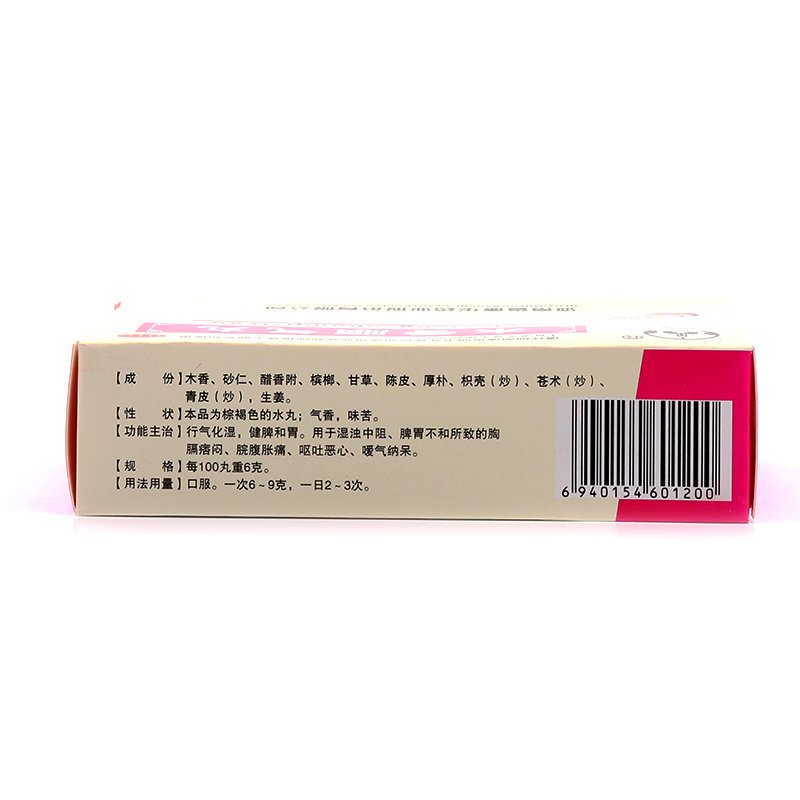 【成　份】木香、砂仁、醋香附、槟榔、甘草、陈皮、厚朴、枳壳（炒）、苍术（炒）、
青皮（炒），生姜。
【性　状】本品为棕褐色的水丸；气香，味苦。
【功能主治】行气化湿，健脾和胃。用于湿浊中阻、脾胃不和所致的胸
膈痞闷、脘腹胀痛、呕吐恶心、嗳气纳呆。
【规　格】每100丸重6克。
【用法用量】口服。一次6~9克，一日2~3次。
6 940154 601200